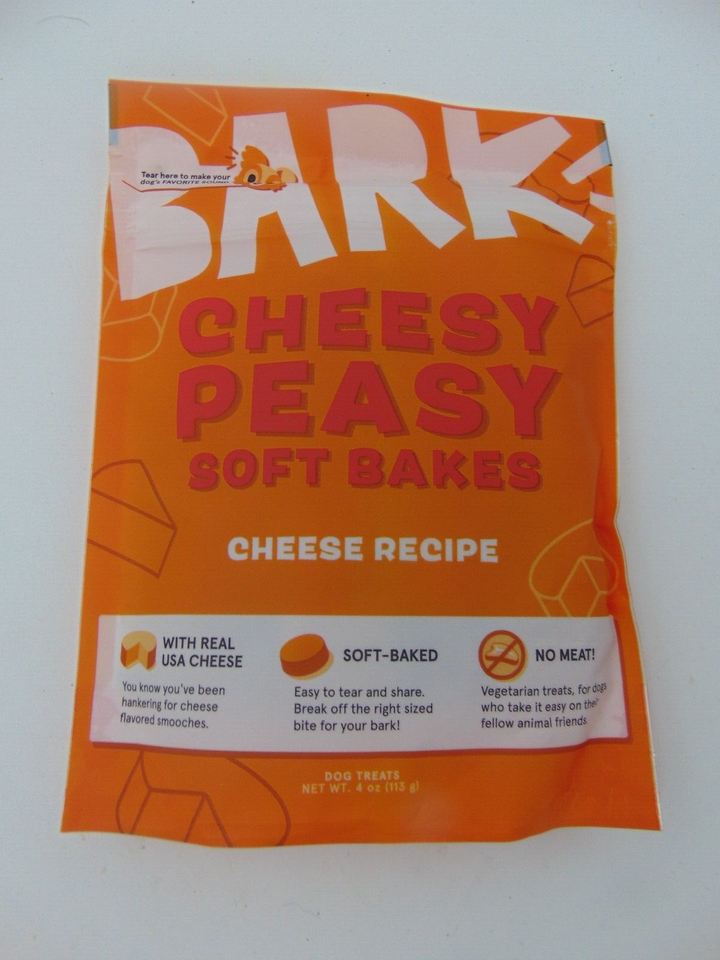 BARK
Tear here to make your
dog's FAVORITE SOUND!
CHEESY
PEASY
SOFT BAKES
CHEESE RECIPE
WITH REAL
USA CHEESE
You know you've been
hankering for cheese
flavored smooches.
SOFT-BAKED
Easy to tear and share.
Break off the right sized
bite for your bark!
NO MEAT!
Vegetarian treats, for dogs
who take it easy on their
fellow animal friends
DOG TREATS
NET WT. 4 oz (113 g)